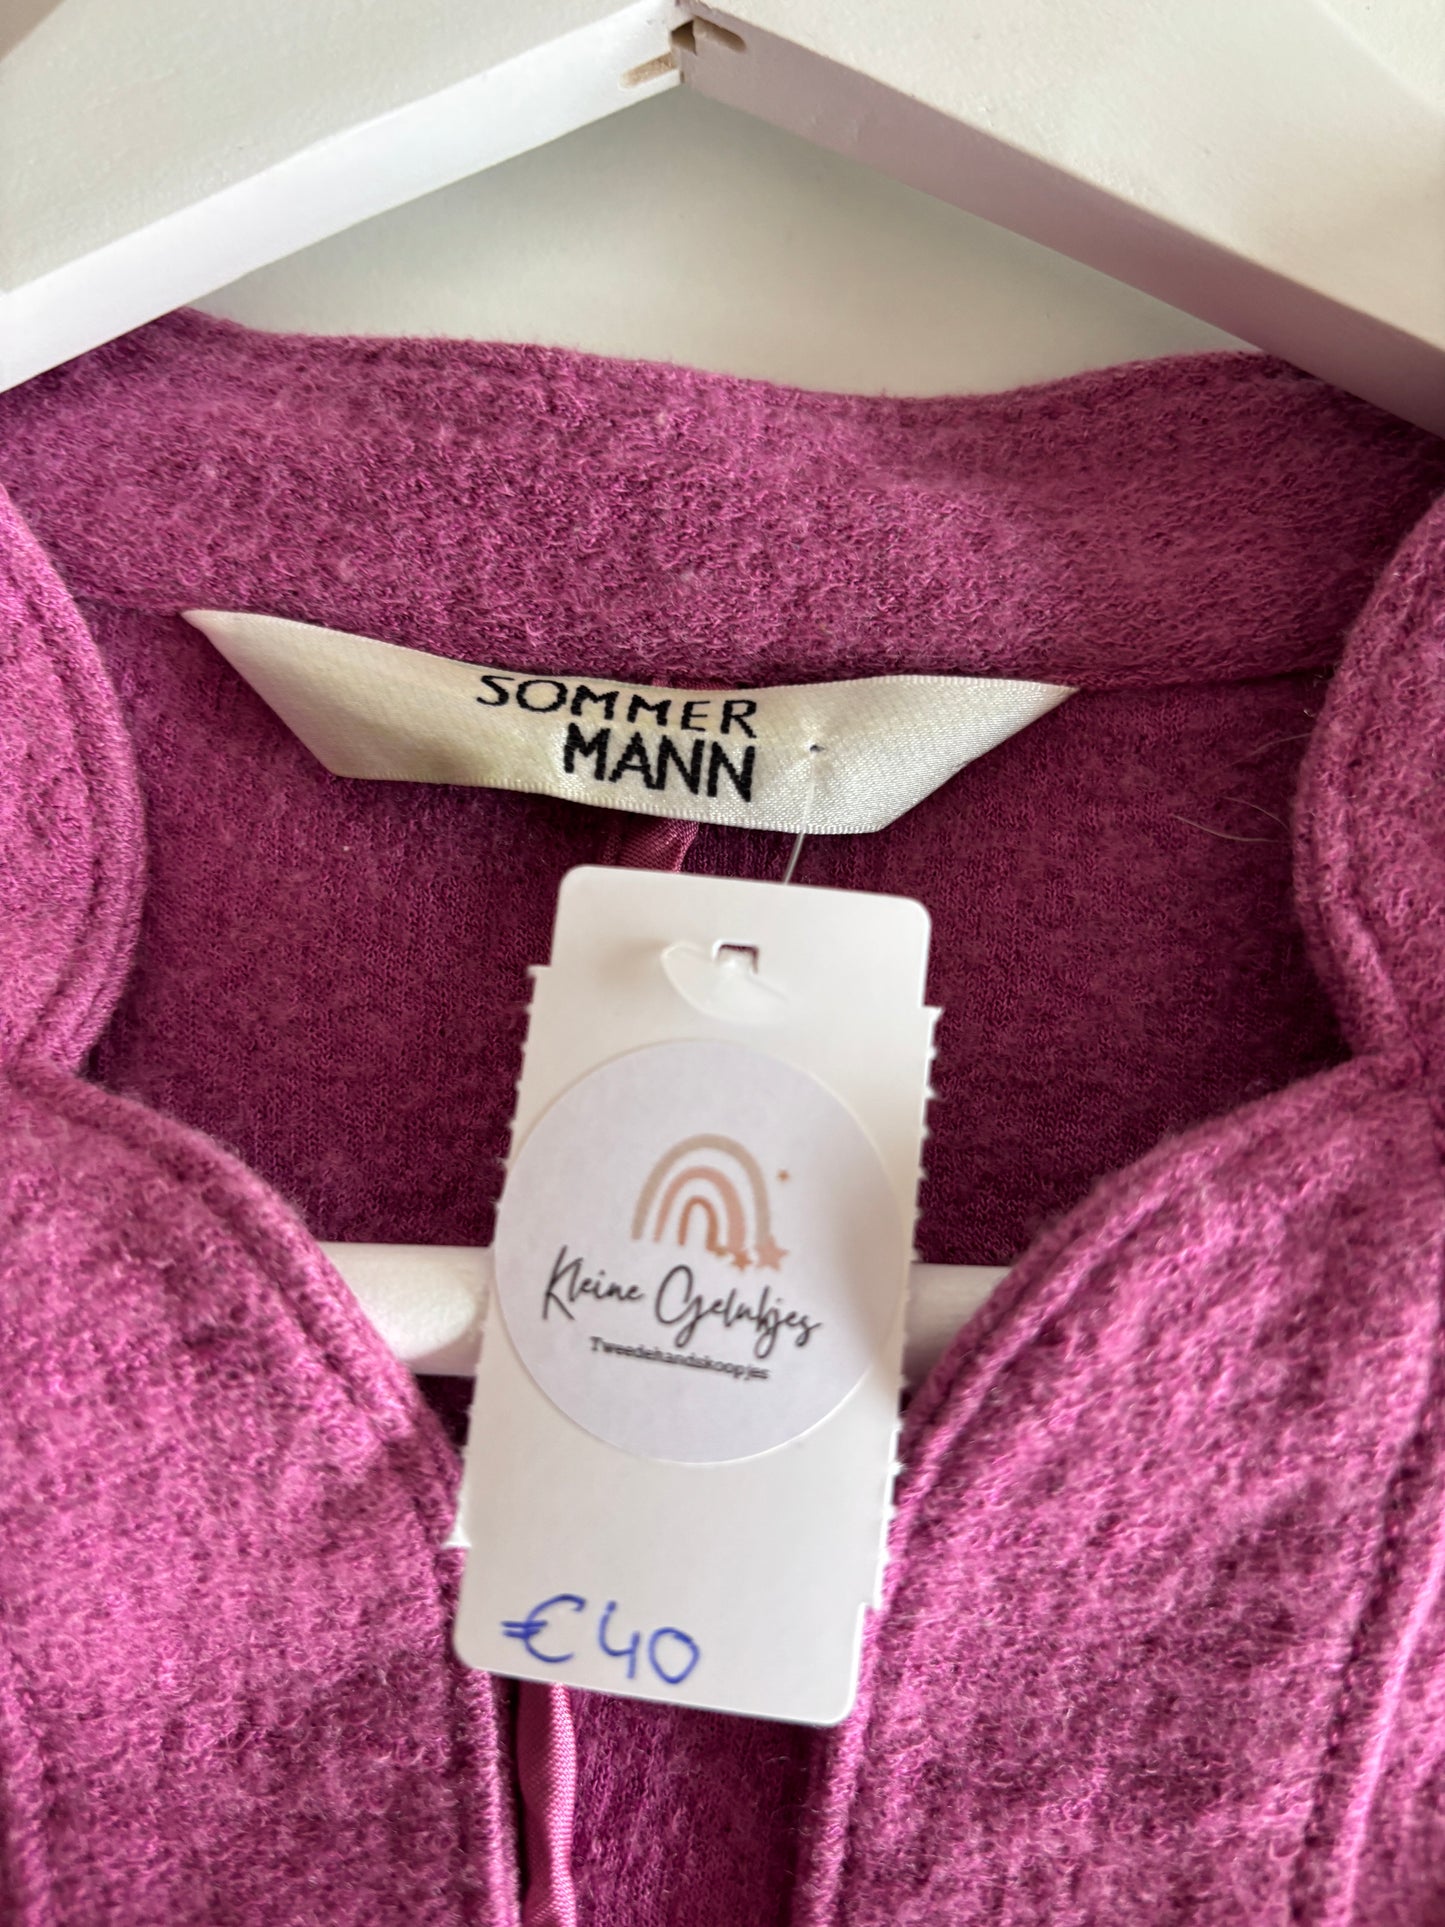 SOMMER
MANN
Kleine Gelukjes
Tweedehandskoopjes
€40